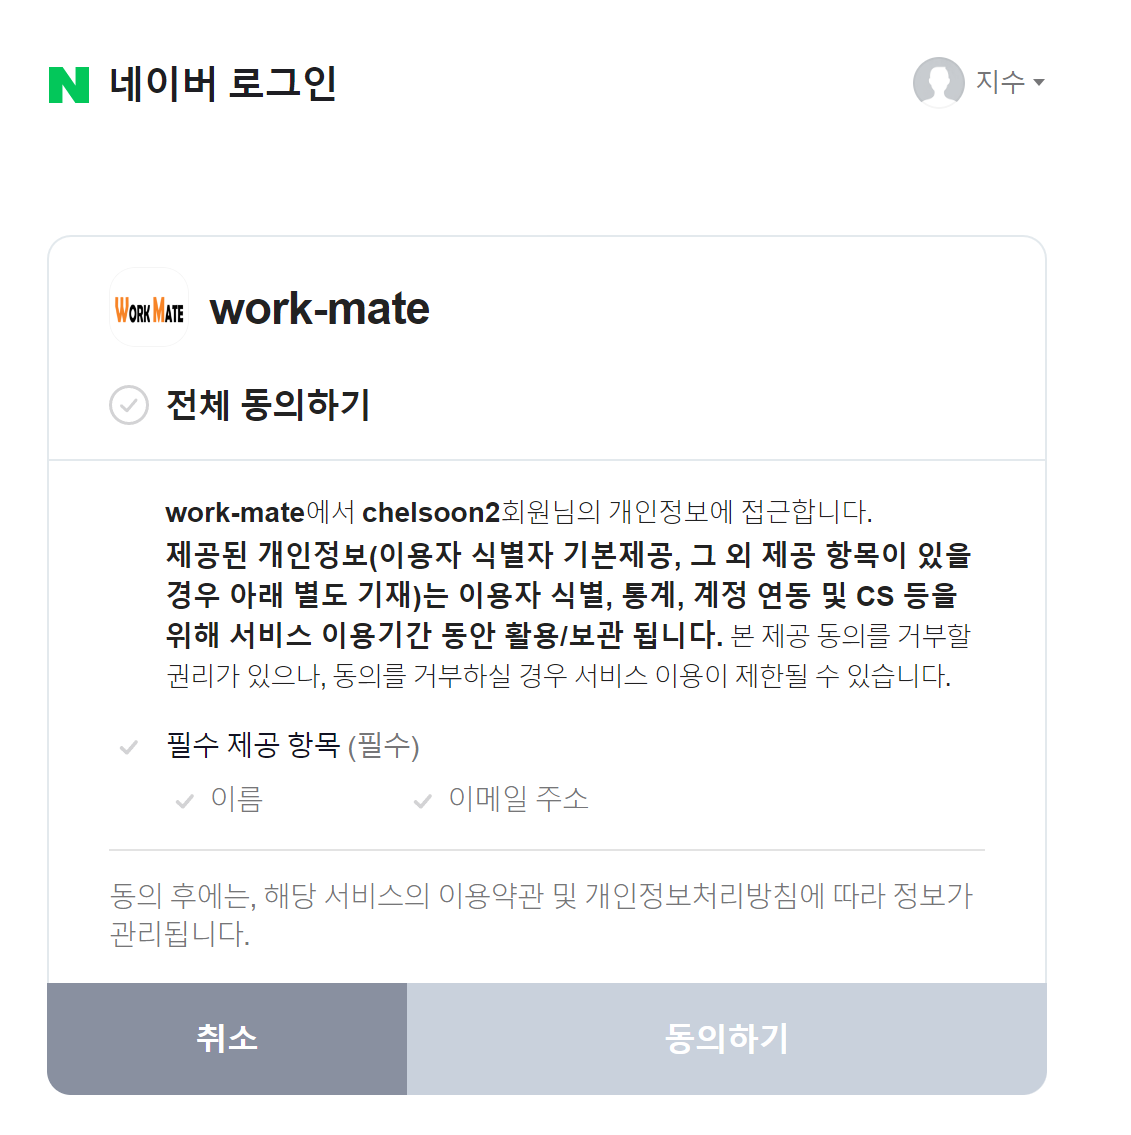 네이버 로그인
지수
WORK MATE
work-mate
전체 동의하기
work-mate에서 chelsoon2회원님의 개인정보에 접근합니다.
제공된 개인정보(이용자 식별자 기본제공, 그 외 제공 항목이 있을
경우 아래 별도 기재)는 이용자 식별, 통계, 계정 연동 및 CS 등을
위해 서비스 이용기간 동안 활용/보관 됩니다. 본 제공 동의를 거부할
권리가 있으나, 동의를 거부하실 경우 서비스 이용이 제한될 수 있습니다.
필수 제공 항목 (필수)
이름 이메일 주소
동의 후에는, 해당 서비스의 이용약관 및 개인정보처리방침에 따라 정보가
관리됩니다.
취소 동의하기